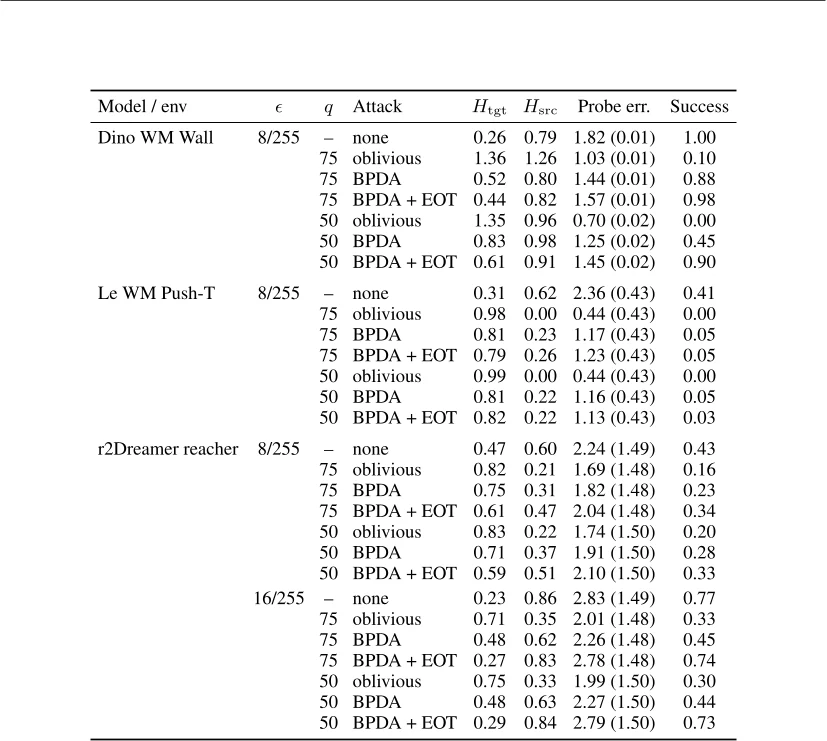 Model / env ϵ q Attack H_tgt H_src Probe err. Success
Dino WM Wall 8/255 – none 0.26 0.79 1.82 (0.01) 1.00
75 oblivious 1.36 1.26 1.03 (0.01) 0.10
75 BPDA 0.52 0.80 1.44 (0.01) 0.88
75 BPDA + EOT 0.44 0.82 1.57 (0.01) 0.98
50 oblivious 1.35 0.96 0.70 (0.02) 0.00
50 BPDA 0.83 0.98 1.25 (0.02) 0.45
50 BPDA + EOT 0.61 0.91 1.45 (0.02) 0.90
Le WM Push-T 8/255 – none 0.31 0.62 2.36 (0.43) 0.41
75 oblivious 0.98 0.00 0.44 (0.43) 0.00
75 BPDA 0.81 0.23 1.17 (0.43) 0.05
75 BPDA + EOT 0.79 0.26 1.23 (0.43) 0.05
50 oblivious 0.99 0.00 0.44 (0.43) 0.00
50 BPDA 0.81 0.22 1.16 (0.43) 0.05
50 BPDA + EOT 0.82 0.22 1.13 (0.43) 0.03
r2Dreamer reacher 8/255 – none 0.47 0.60 2.24 (1.49) 0.43
75 oblivious 0.82 0.21 1.69 (1.48) 0.16
75 BPDA 0.75 0.31 1.82 (1.48) 0.23
75 BPDA + EOT 0.61 0.47 2.04 (1.48) 0.34
50 oblivious 0.83 0.22 1.74 (1.50) 0.20
50 BPDA 0.71 0.37 1.91 (1.50) 0.28
50 BPDA + EOT 0.59 0.51 2.10 (1.50) 0.33
16/255 – none 0.23 0.86 2.83 (1.49) 0.77
75 oblivious 0.71 0.35 2.01 (1.48) 0.33
75 BPDA 0.48 0.62 2.26 (1.48) 0.45
75 BPDA + EOT 0.27 0.83 2.78 (1.48) 0.74
50 oblivious 0.75 0.33 1.99 (1.50) 0.30
50 BPDA 0.48 0.63 2.27 (1.50) 0.44
50 BPDA + EOT 0.29 0.84 2.79 (1.50) 0.73